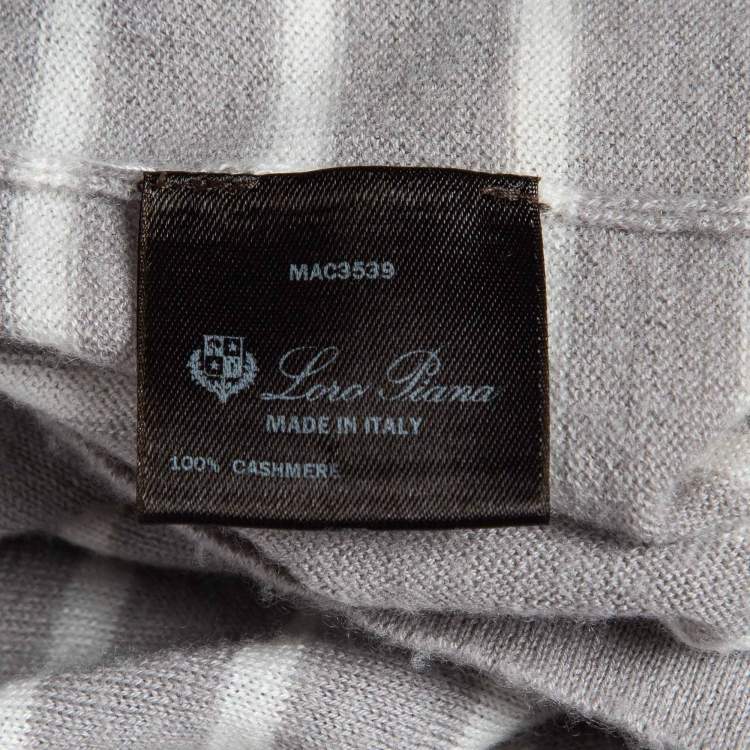 MAC3539
Loro Piana
MADE IN ITALY
100% CASHMERE